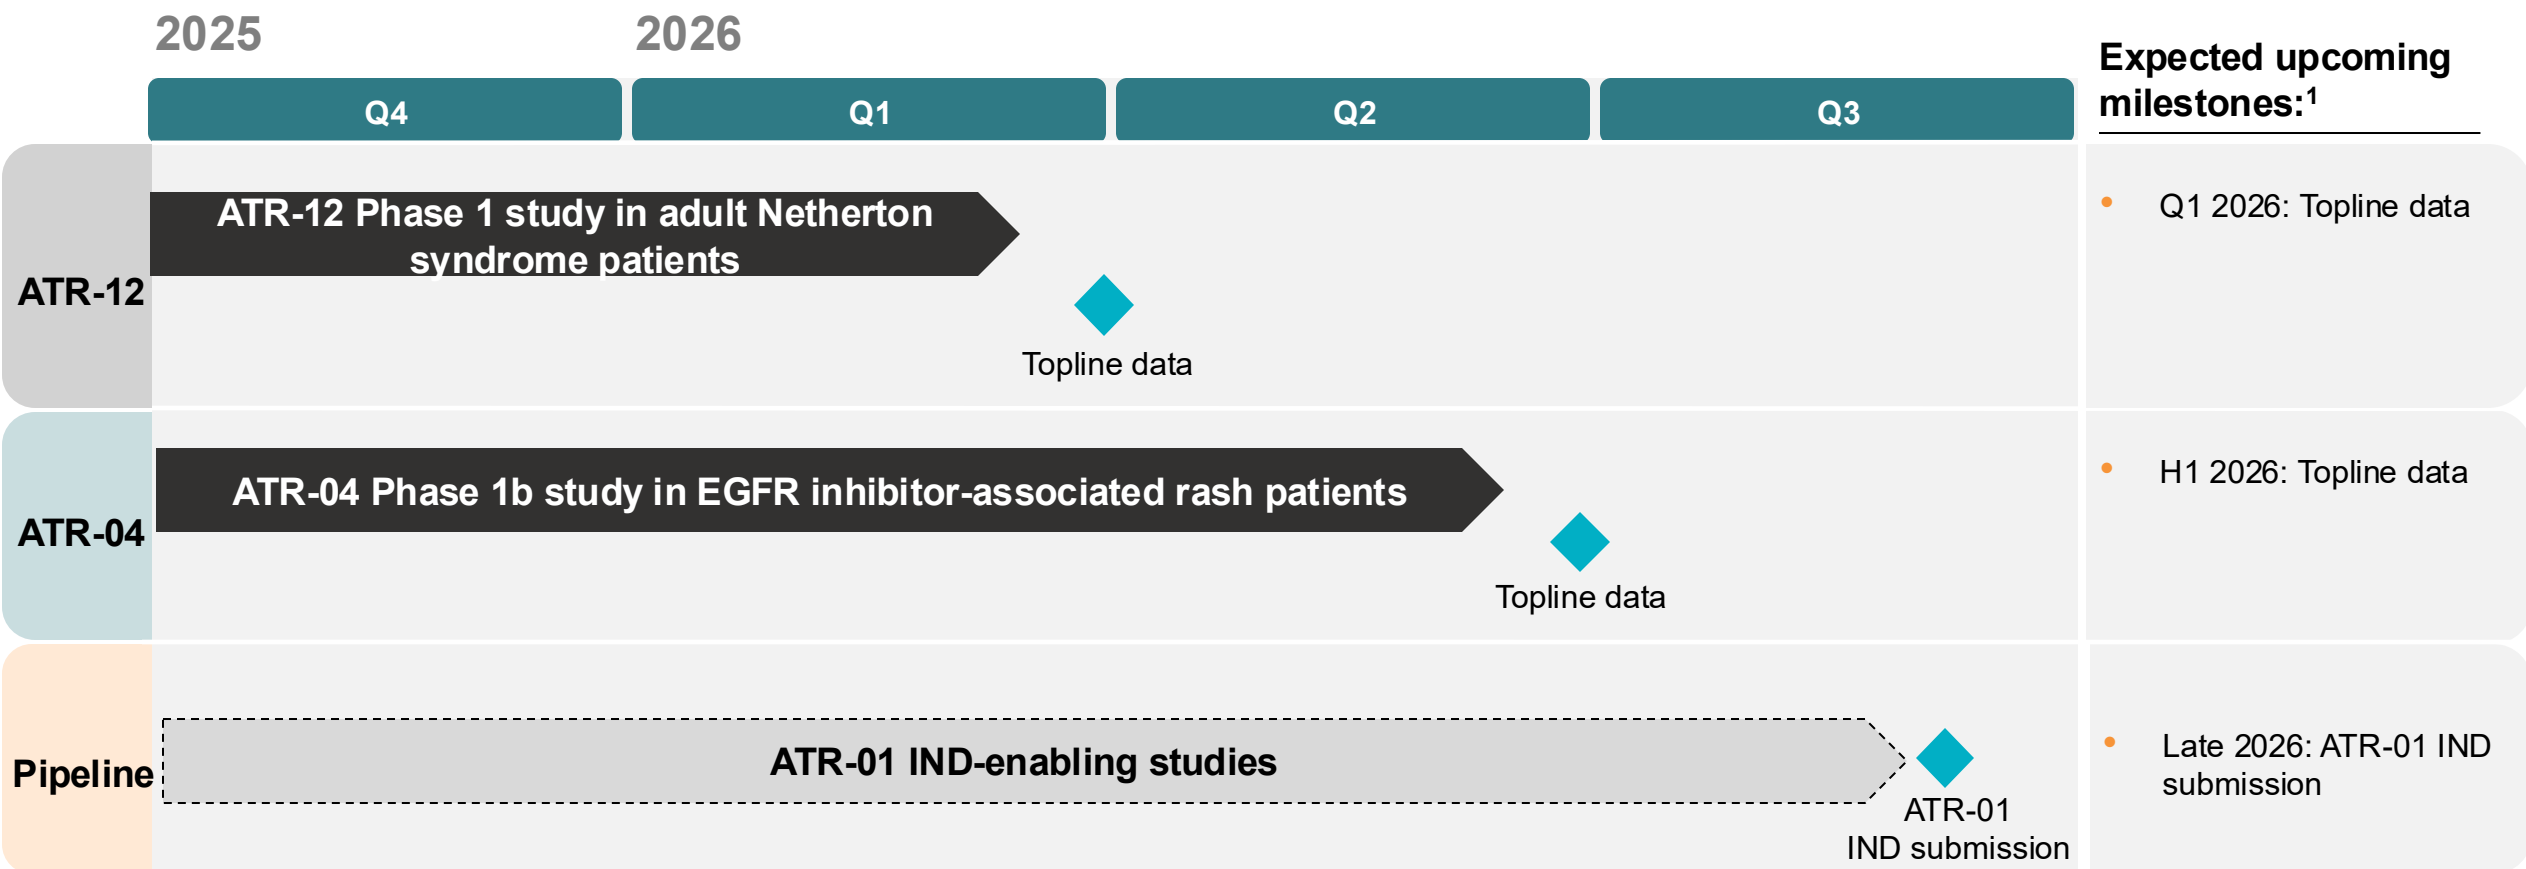 2025
2026
Expected upcoming
milestones:¹
Q4
Q1
Q2
Q3
ATR-12
ATR-12 Phase 1 study in adult Netherton
syndrome patients
Topline data
• Q1 2026: Topline data
ATR-04
ATR-04 Phase 1b study in EGFR inhibitor-associated rash patients
Topline data
• H1 2026: Topline data
Pipeline
ATR-01 IND-enabling studies
ATR-01
IND submission
• Late 2026: ATR-01 IND
submission